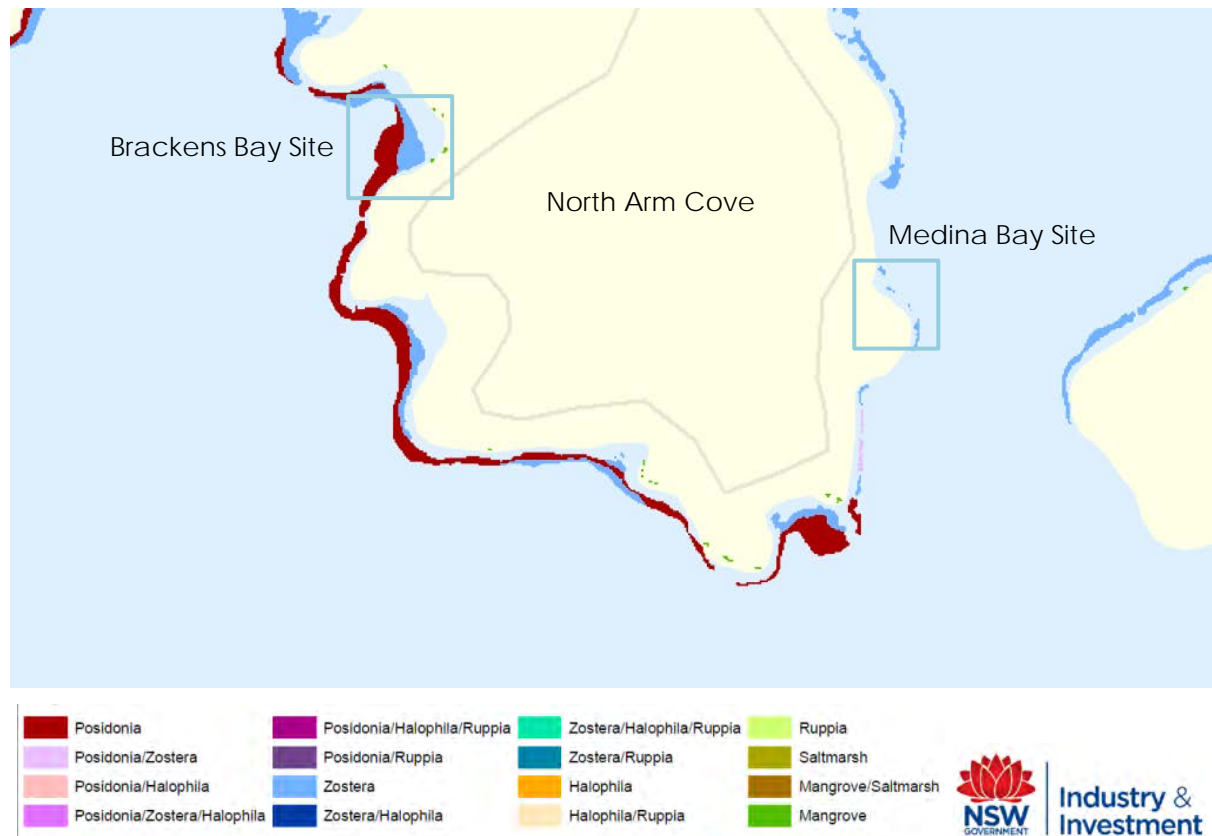 Brackens Bay Site
North Arm Cove
Medina Bay Site
Posidonia
Posidonia/Zostera
Posidonia/Halophila
Posidonia/Zostera/Halophila
Posidonia/Halophila/Ruppia
Posidonia/Ruppia
Zostera
Zostera/Halophila
Zostera/Halophila/Ruppia
Zostera/Ruppia
Halophila
Halophila/Ruppia
Ruppia
Saltmarsh
Mangrove/Saltmarsh
Mangrove
NSW
GOVERNMENT
Industry &
Investment